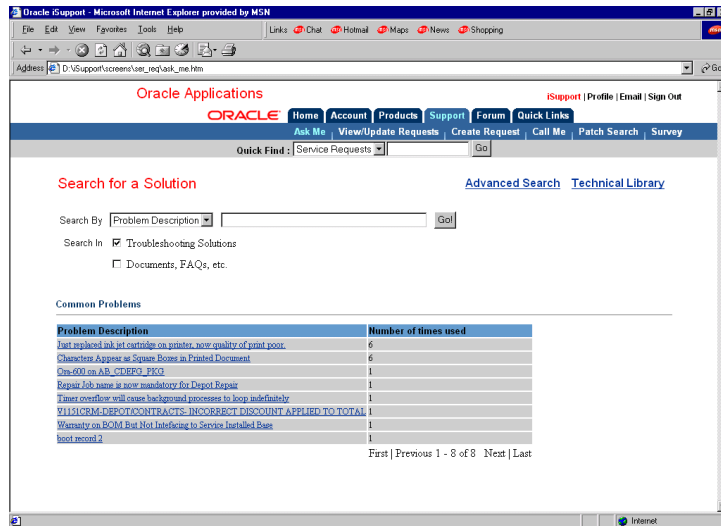 Oracle iSupport - Microsoft Internet Explorer provided by MSN
File Edit View Favorites Tools Help
Links Chat Hotmail Maps News Shopping
Address D:\iSupport\screens\ser_req\ask_me.htm
Oracle Applications
iSupport | Profile | Email | Sign Out
ORACLE Home Account Products Support Forum Quick Links
Ask Me | View/Update Requests | Create Request | Call Me | Patch Search | Survey
Quick Find : Service Requests Go
Search for a Solution Advanced Search Technical Library
Search By Problem Description Go!
Search In Troubleshooting Solutions
Documents, FAQs, etc.
Common Problems
Problem Description Number of times used
Just replaced ink jet cartridge on printer, now quality of print poor. 6
Characters Appear as Square Boxes in Printed Document 6
Ora-600 on AB_CDEFG_PKG 1
Repair Job name is now mandatory for Depot Repair 1
Timer overflow will cause background processes to loop indefinitely 1
V1151CRM-DEPOT/CONTRACTS- INCORRECT DISCOUNT APPLIED TO TOTAL 1
Warranty on BOM But Not Intefacing to Service Installed Base 1
boot record 2 1
First | Previous 1 - 8 of 8 Next | Last
Internet